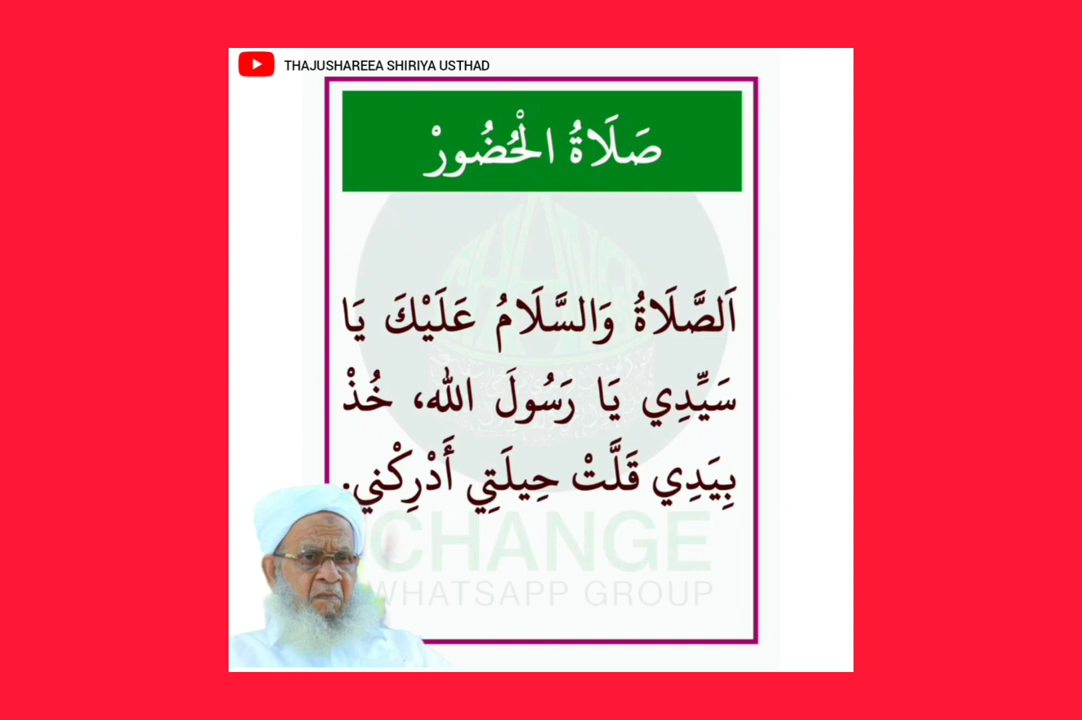 THAJUSHAREEA SHIRIYA USTHAD
صَلَاةُ الْحُضُورْ
اَلصَّلَاةُ وَالسَّلَامُ عَلَيْكَ يَا
سَيِّدِي يَا رَسُولَ الله، خُذْ
بِيَدِي قَلَّتْ حِيلَتِي أَدْرِكْنِي.
CHANGE
WHATSAPP GROUP